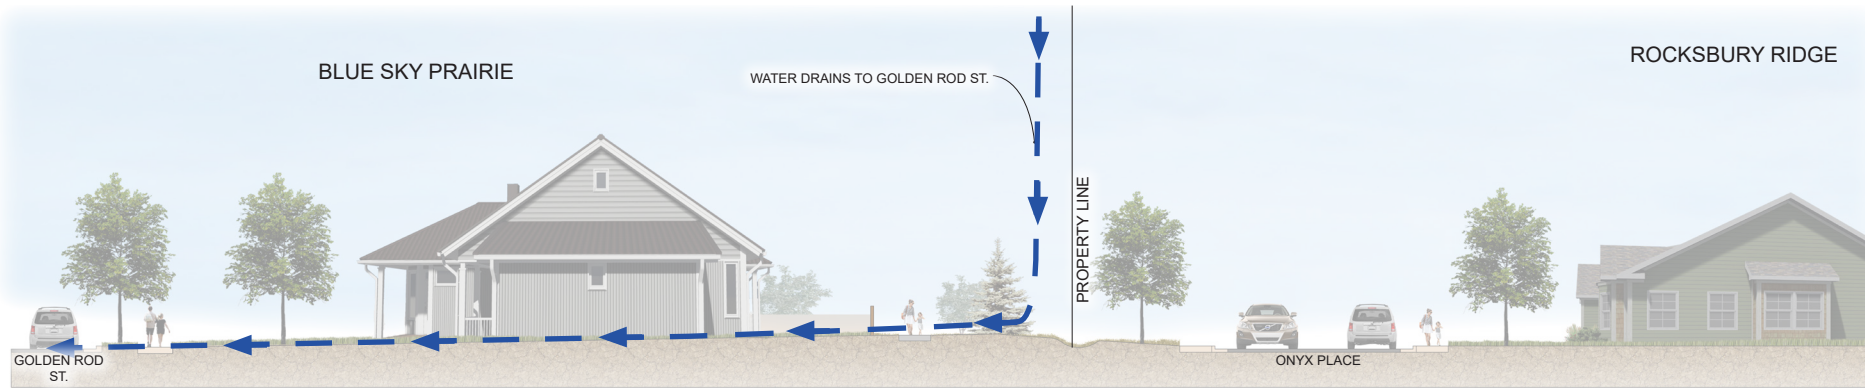 BLUE SKY PRAIRIE
WATER DRAINS TO GOLDEN ROD ST.
PROPERTY LINE
ROCKSBURY RIDGE
GOLDEN ROD
ST.
ONYX PLACE